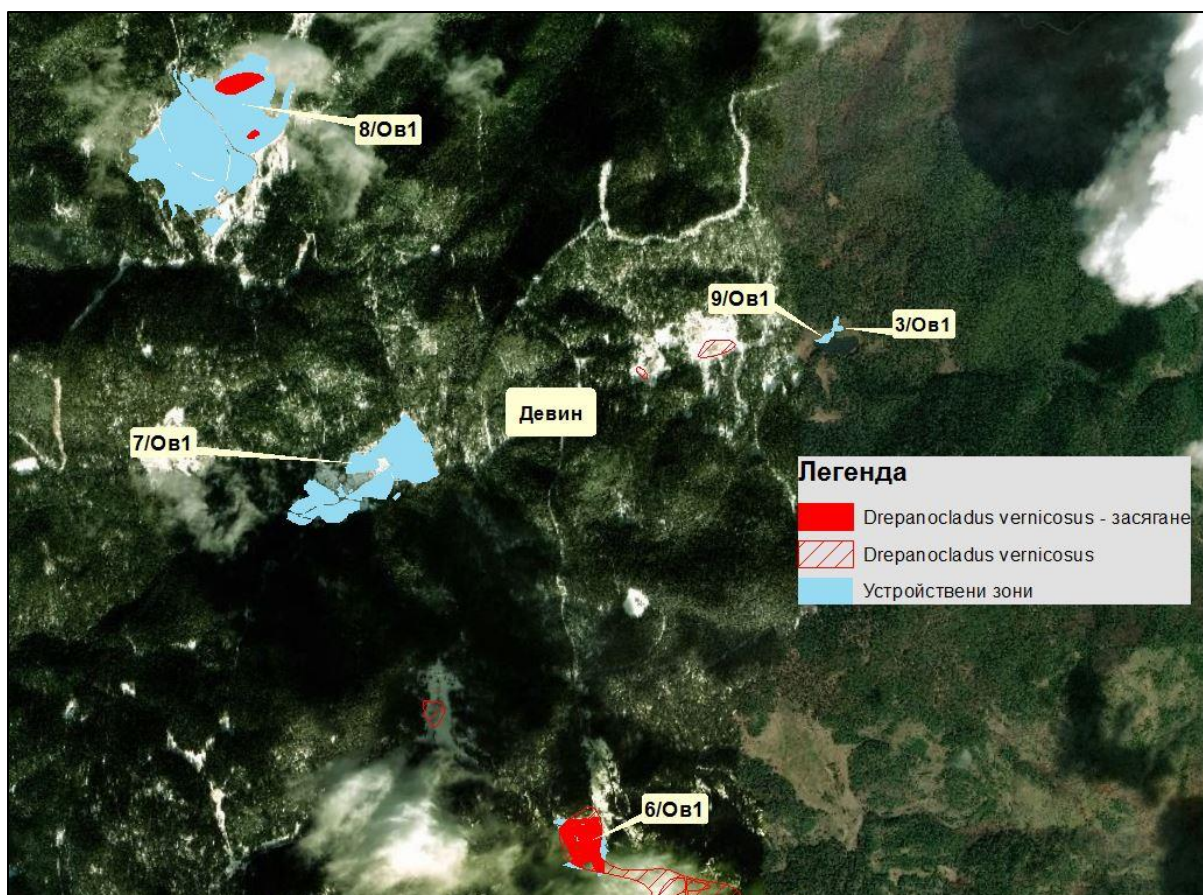 8/Ов1
9/Ов1
3/Ов1
Девин
7/Ов1
Легенда
Drepanocladus vernicosus - засягане
Drepanocladus vernicosus
Устройствени зони
6/Ов1